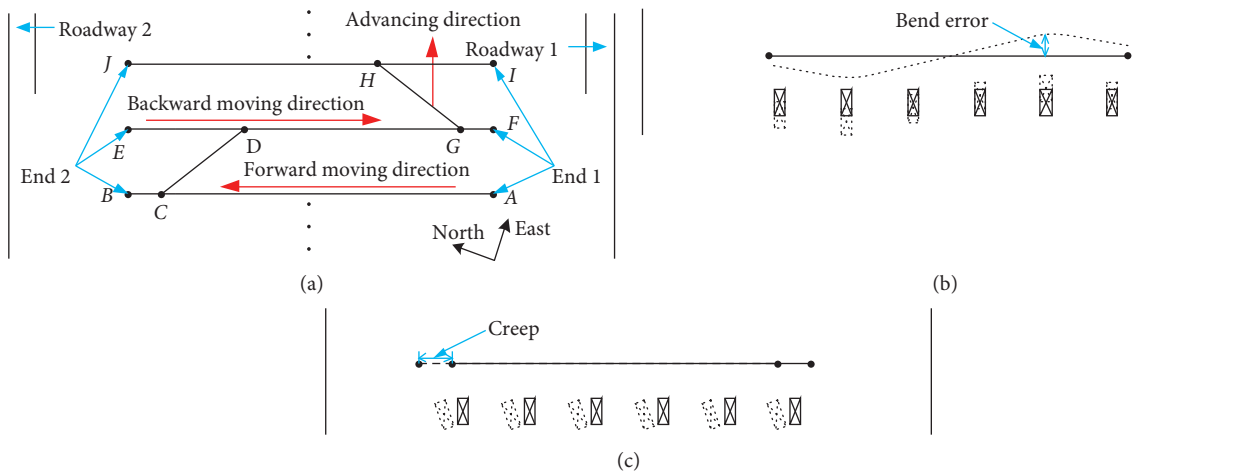 Advancing direction
Roadway 2
Roadway 1
J
H
I
Backward moving direction
F
E
D
G
Forward moving direction
End 2
End 1
B
C
A
North
East
(a)
Bend error
(b)
Creep
(c)